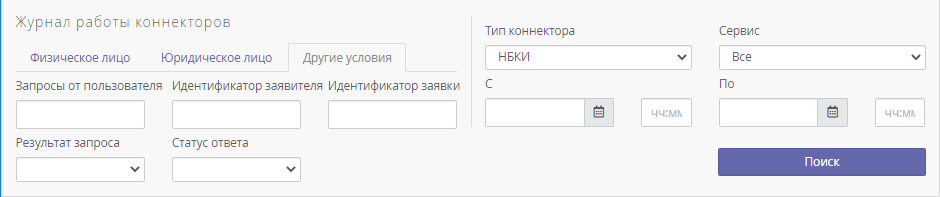 Журнал работы коннекторов
Физическое лицо Юридическое лицо Другие условия
Запросы от пользователя Идентификатор заявителя Идентификатор заявки
Результат запроса Статус ответа
Тип коннектора Сервис
НБКИ Все
С По
чч:мм чч:мм
Поиск